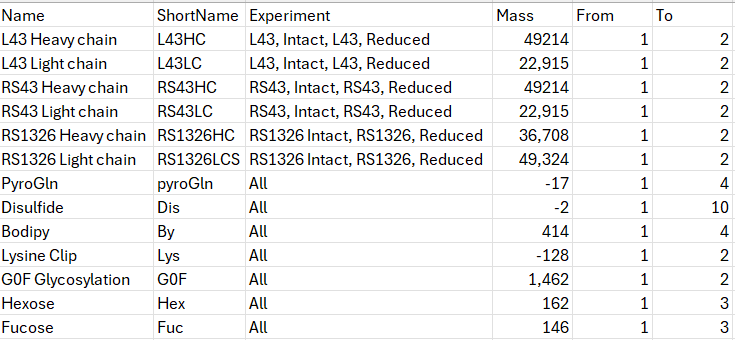 Name ShortName Experiment Mass From To
L43 Heavy chain L43HC L43, Intact, L43, Reduced 49214 1 2
L43 Light chain L43LC L43, Intact, L43, Reduced 22,915 1 2
RS43 Heavy chain RS43HC RS43, Intact, RS43, Reduced 49214 1 2
RS43 Light chain RS43LC RS43, Intact, RS43, Reduced 22,915 1 2
RS1326 Heavy chain RS1326HC RS1326 Intact, RS1326, Reduced 36,708 1 2
RS1326 Light chain RS1326LCS RS1326 Intact, RS1326, Reduced 49,324 1 2
PyroGln pyroGln All -17 1 4
Disulfide Dis All -2 1 10
Bodipy By All 414 1 4
Lysine Clip Lys All -128 1 2
G0F Glycosylation G0F All 1,462 1 2
Hexose Hex All 162 1 3
Fucose Fuc All 146 1 3